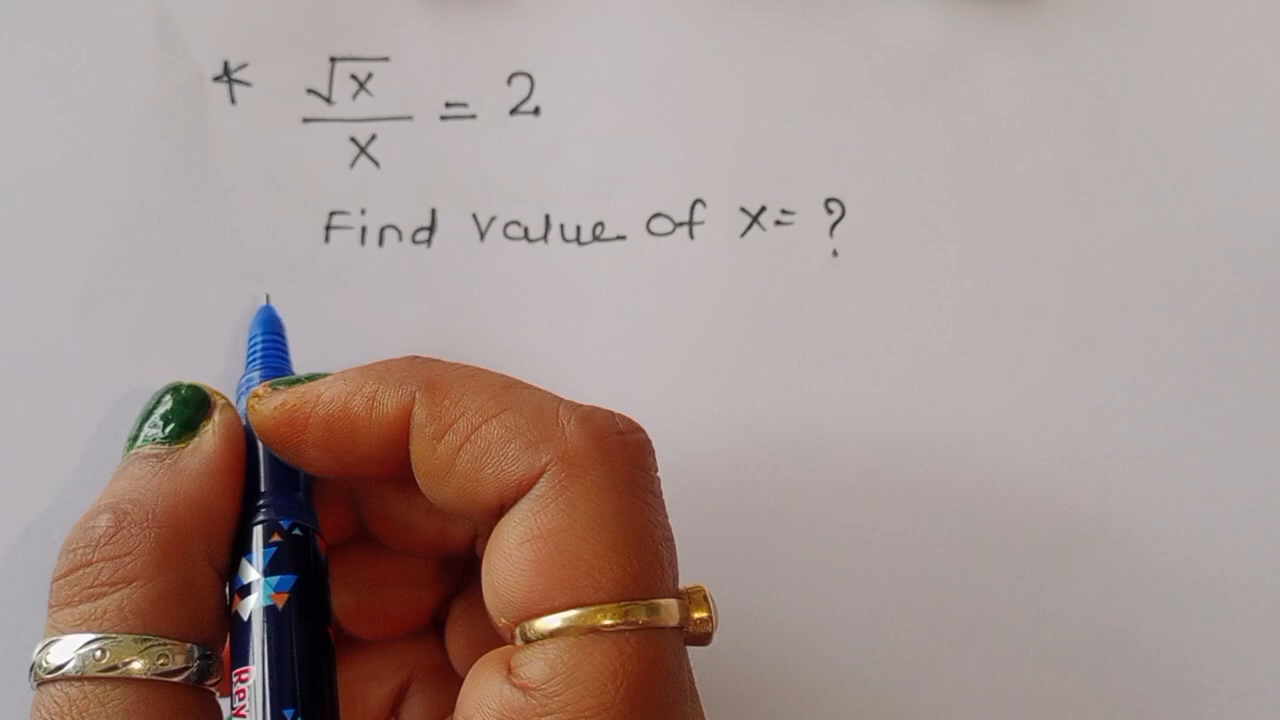 * √x/x = 2
Find value of x= ?
Rey